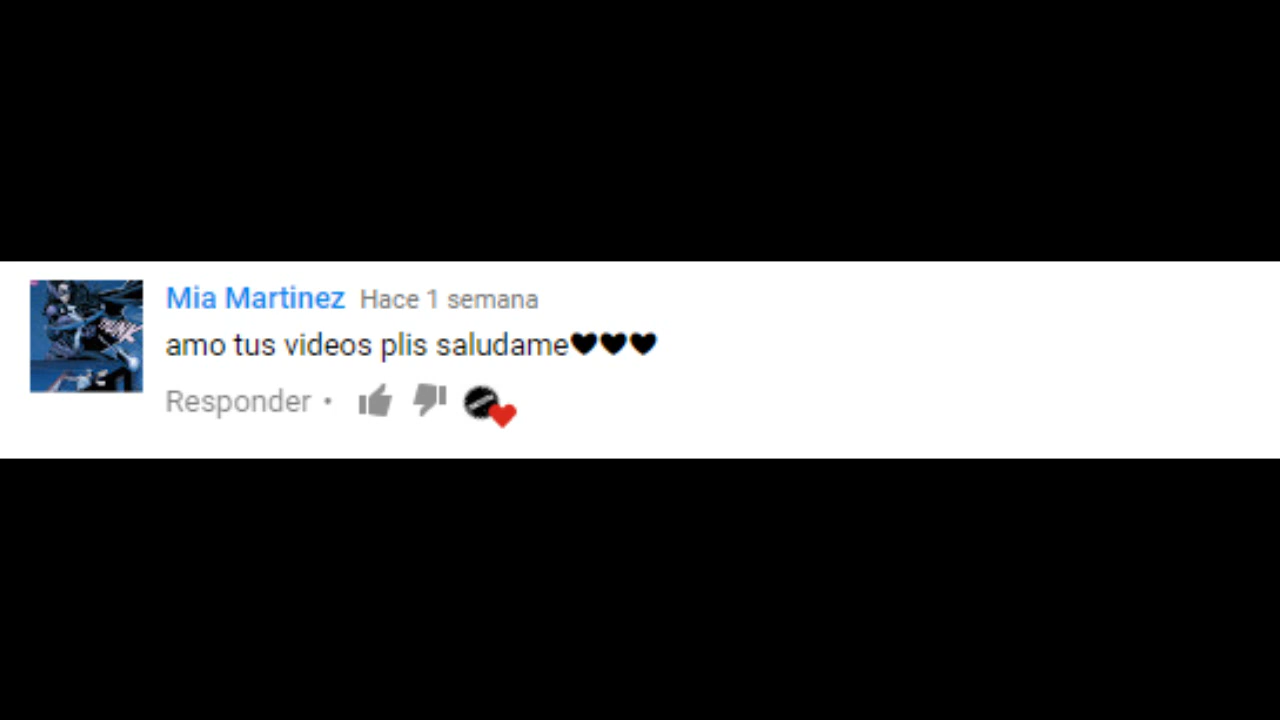 Mia Martinez Hace 1 semana
amo tus videos plis saludame🖤🖤🖤
Responder •